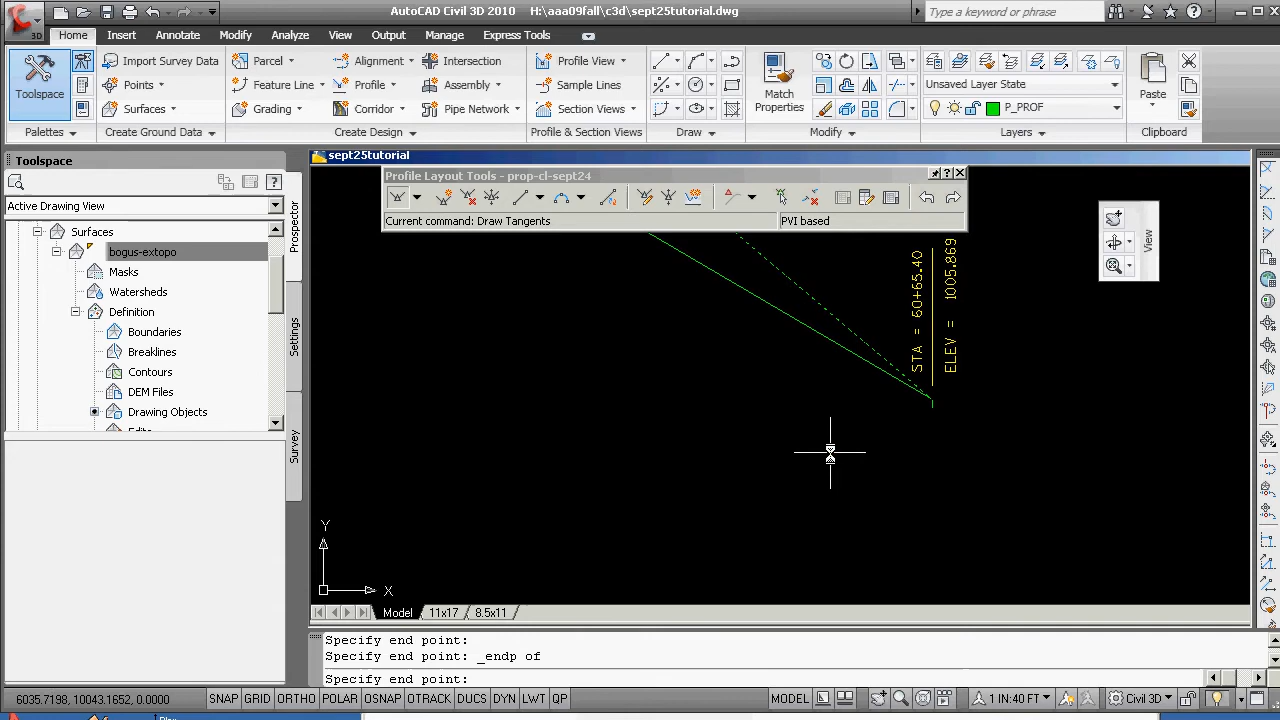 AutoCAD Civil 3D 2010 - h:\aaa09fall\c3d\sept25tutorial.dwg
Type a keyword or phrase
3D
Home Insert Annotate Modify Analyze View Output Manage Express Tools
Import Survey Data Parcel Alignment Intersection Profile View
Points Feature Line Profile Assembly Sample Lines
Surfaces Grading Corridor Pipe Network Section Views
Toolspace
Match Properties
Unsaved Layer State
P_PROF
Paste
Palettes Create Ground Data Create Design Profile & Section Views Draw Modify Layers Clipboard
Toolspace
Active Drawing View
Surfaces
bogus-extopo
Masks
Watersheds
Definition
Boundaries
Breaklines
Contours
DEM Files
Drawing Objects
Prospector
Settings
Survey
sept25tutorial
Profile Layout Tools - prop-cl-sept24
Current command: Draw Tangents PVI based
STA = 60+65.40
ELEV = 1005.869
View
Y
X
Model 11x17 8.5x11
Specify end point:
Specify end point: _endp of
Specify end point:
6035.7198, 10043.1652, 0.0000 SNAP GRID ORTHO POLAR OSNAP OTRACK DUCS DYN LWT QP MODEL 1 IN:40 FT Civil 3D